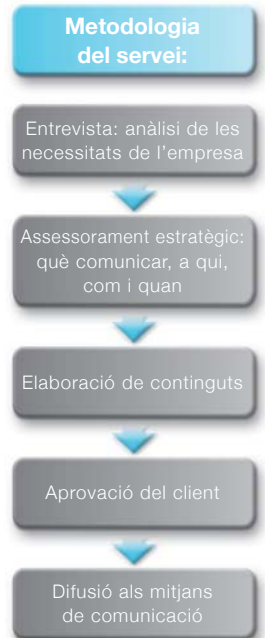 Metodologia
del servei:
Entrevista: anàlisi de les
necessitats de l'empresa
Assessorament estratègic:
què comunicar, a qui,
com i quan
Elaboració de continguts
Aprovació del client
Difusió als mitjans
de comunicació